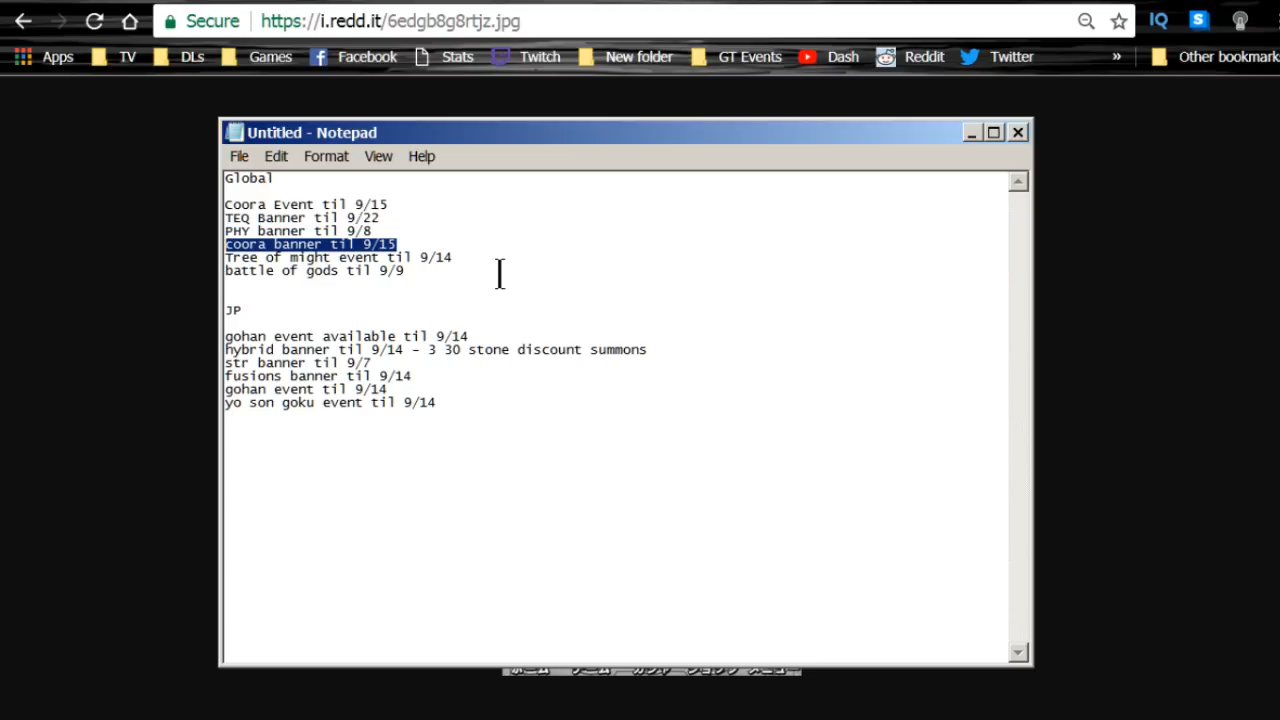 Secure https://i.redd.it/6edgb8g8rtjz.jpg
Apps TV DLs Games Facebook Stats Twitch New folder GT Events Dash Reddit Twitter » Other bookmark
Untitled - Notepad
File Edit Format View Help
Global
Coora Event til 9/15
TEQ Banner til 9/22
PHY banner til 9/8
coora banner til 9/15
Tree of might event til 9/14
battle of gods til 9/9
JP
gohan event available til 9/14
hybrid banner til 9/14 - 3 30 stone discount summons
str banner til 9/7
fusions banner til 9/14
gohan event til 9/14
yo son goku event til 9/14